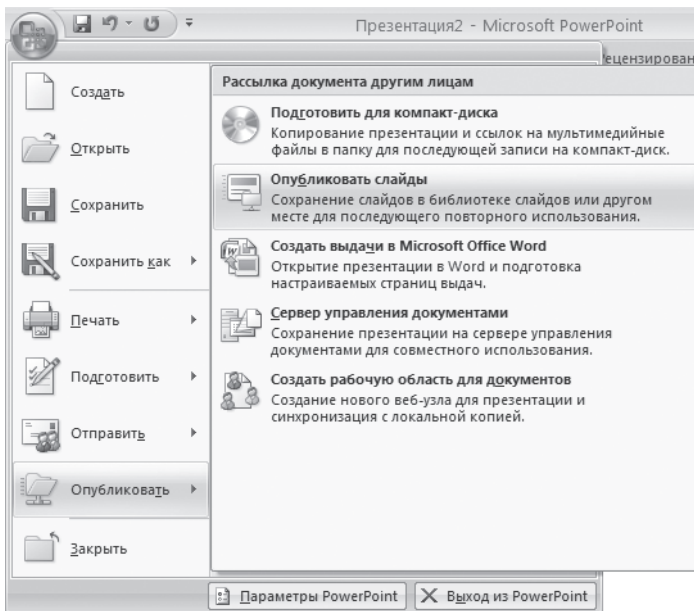 Презентация2 - Microsoft PowerPoint
Рецензирован
Создать
Открыть
Сохранить
Сохранить как
Печать
Подготовить
Отправить
Опубликовать
Закрыть
Рассылка документа другим лицам
Подготовить для компакт-диска
Копирование презентации и ссылок на мультимедийные
файлы в папку для последующей записи на компакт-диск.
Опубликовать слайды
Сохранение слайдов в библиотеке слайдов или другом
месте для последующего повторного использования.
Создать выдачи в Microsoft Office Word
Открытие презентации в Word и подготовка
настраиваемых страниц выдач.
Сервер управления документами
Сохранение презентации на сервере управления
документами для совместного использования.
Создать рабочую область для документов
Создание нового веб-узла для презентации и
синхронизация с локальной копией.
Параметры PowerPoint
Выход из PowerPoint